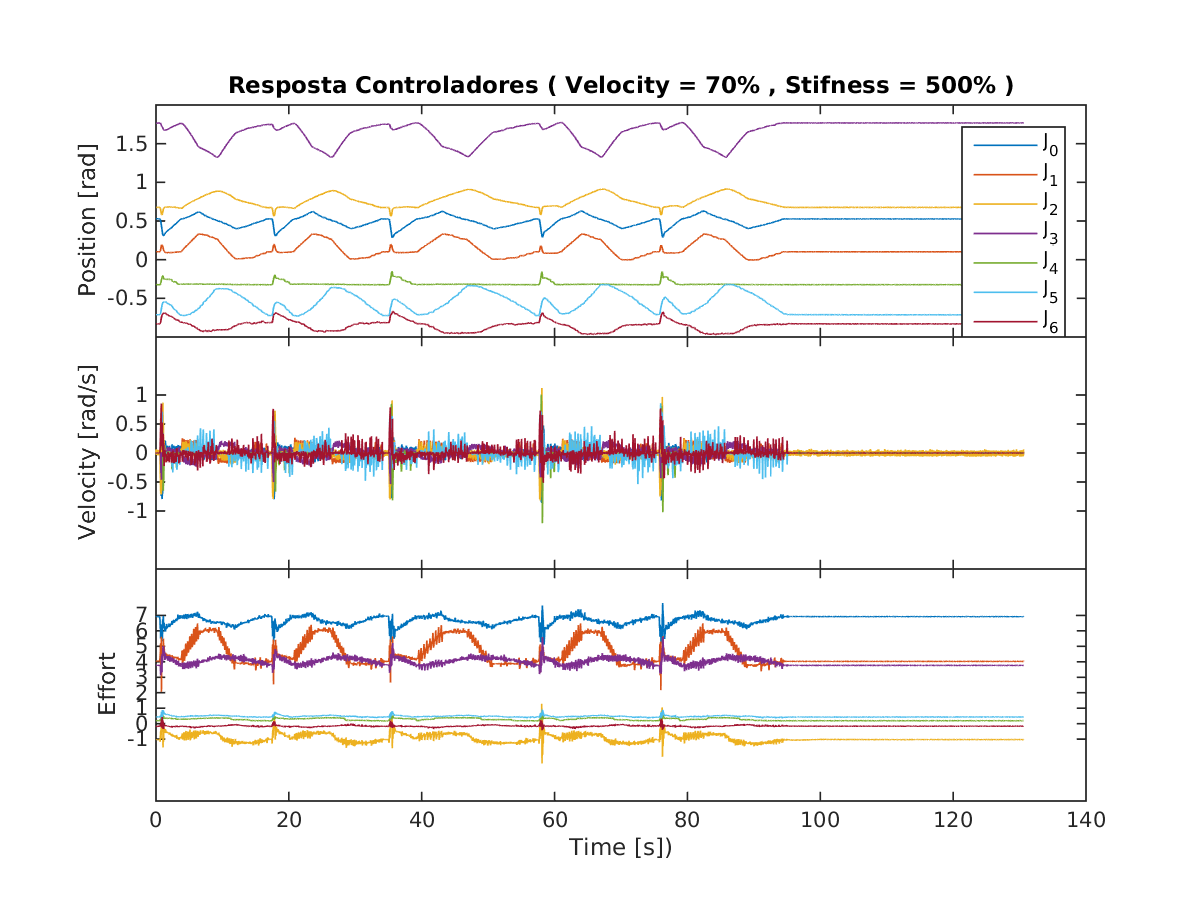 Resposta Controladores ( Velocity = 70% , Stifness = 500% )
Position [rad]
1.5
1
0.5
0
-0.5
J0
J1
J2
J3
J4
J5
J6
Velocity [rad/s]
1
0.5
0
-0.5
-1
Effort
7
6
5
4
3
2
1
0
-1
0 20 40 60 80 100 120 140
Time [s])